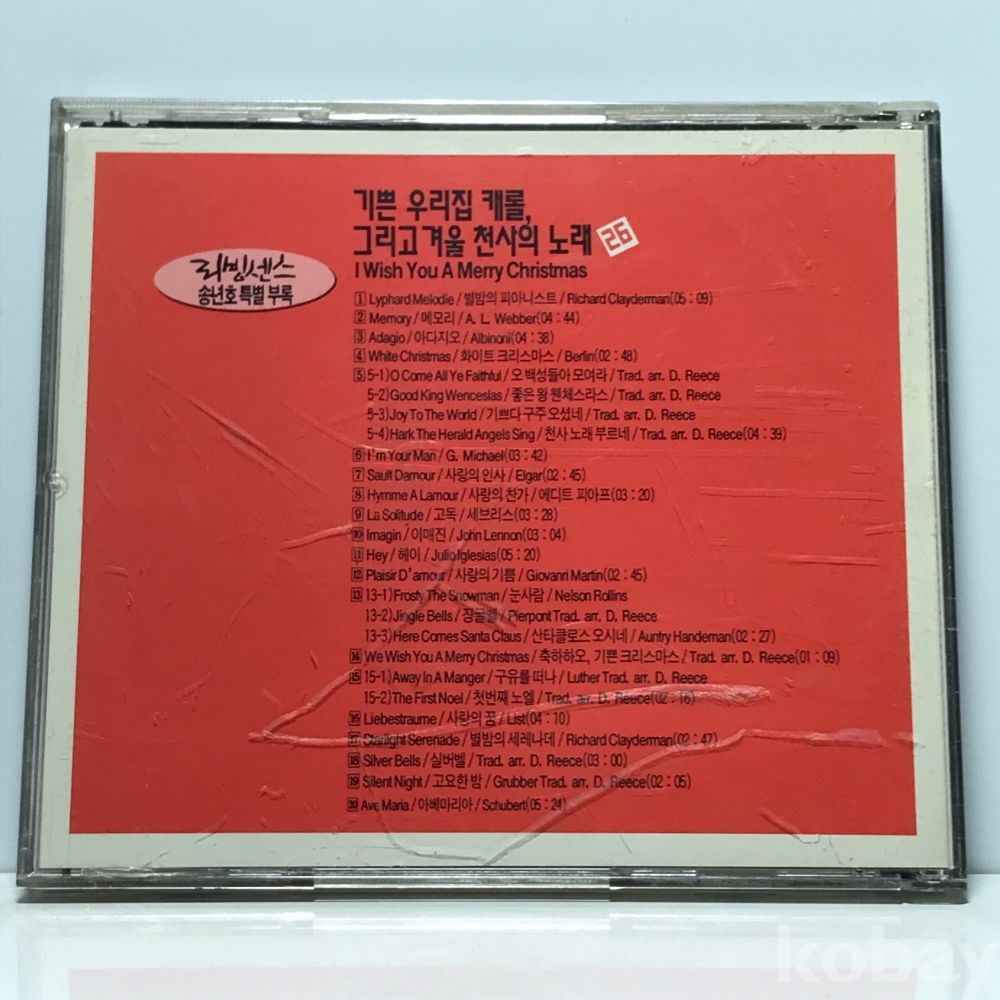 기쁜 우리집 캐롤,
그리고 겨울 천사의 노래 26
I Wish You A Merry Christmas
리빙센스
송년호 특별 부록
1 Lyphard Melodie / 별밤의 피아니스트 / Richard Clayderman(05 : 09)
2 Memory / 메모리 / A. L. Webber(04 : 44)
3 Adagio / 아다지오 / Albinoni(04 : 38)
4 White Christmas / 화이트 크리스마스 / Berlin(02 : 48)
5 5-1)O Come All Ye Faithful / 오 백성들아 모여라 / Trad. arr. D. Reece
5-2)Good King Wenceslas / 좋은 왕 웬체스라스 / Trad. arr. D. Reece
5-3)Joy To The World / 기쁘다 구주 오셨네 / Trad. arr. D. Reece
5-4)Hark The Herald Angels Sing / 천사 노래 부르네 / Trad. arr. D. Reece(04 : 39)
6 I'm Your Man / G. Michael(03 : 42)
7 Sault Damour / 사랑의 인사 / Elgar(02 : 45)
8 Hymme A Lamour / 사랑의 찬가 / 에디트 피아프(03 : 20)
9 La Solitude / 고독 / 세브리스(03 : 28)
10 Imagin / 이매진 / John Lennon(03 : 04)
11 Hey / 헤이 / Julio Iglesias(05 : 20)
12 Plaisir D'amour / 사랑의 기쁨 / Giovanni Martin(02 : 45)
13 13-1)Frosty The Snowman / 눈사람 / Nelson Rollins
13-2)Jingle Bells / 징글벨 / Pierpont Trad. arr. D. Reece
13-3)Here Comes Santa Claus / 산타클로스 오시네 / Auntry Handeman(02 : 27)
14 We Wish You A Merry Christmas / 축하하오, 기쁜 크리스마스 / Trad. arr. D. Reece(01 : 09)
15 15-1)Away In A Manger / 구유를 떠나 / Luther Trad. arr. D. Reece
15-2)The First Noel / 첫번째 노엘 / Trad. arr. D. Reece(02 : 16)
16 Liebestraume / 사랑의 꿈 / List(04 : 10)
17 Starlight Serenade / 별밤의 세레나데 / Richard Clayderman(02 : 47)
18 Silver Bells / 실버벨 / Trad. arr. D. Reece(03 : 00)
19 Silent Night / 고요한 밤 / Grubber Trad. arr. D. Reece(02 : 05)
20 Ave Maria / 아베마리아 / Schubert(05 : 24)
kobay